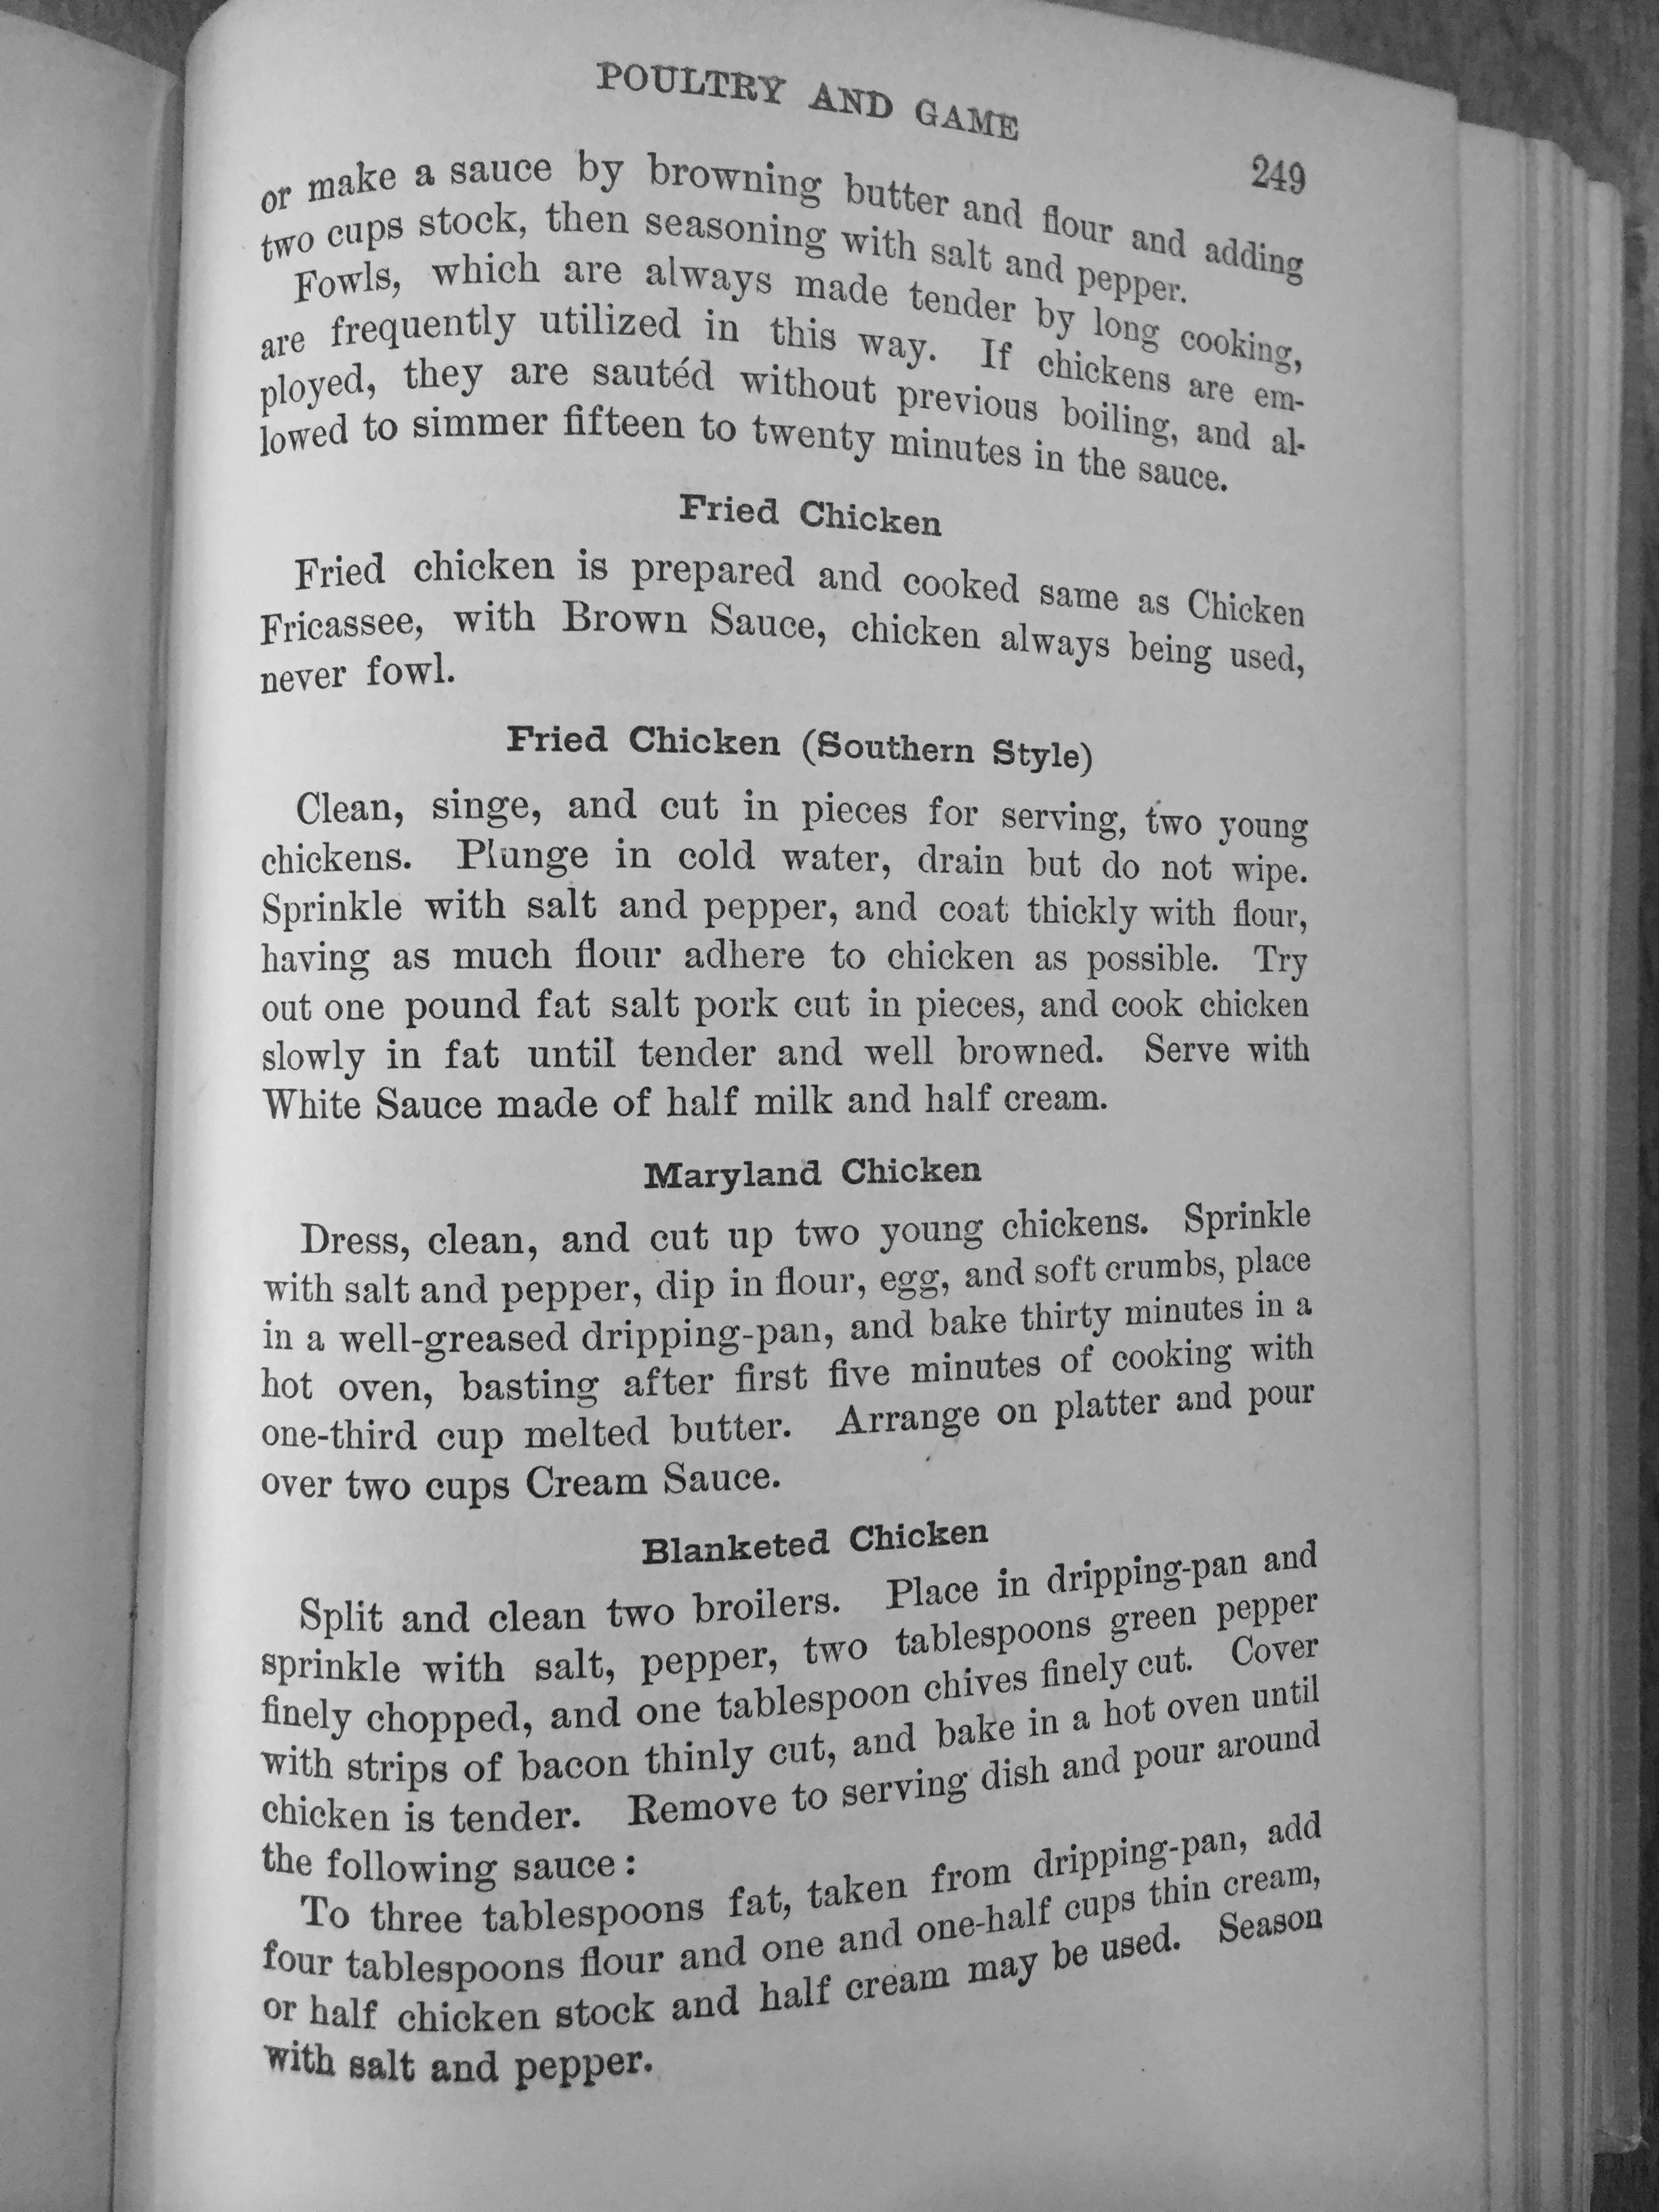 POULTRY AND GAME
249
or make a sauce by browning butter and flour and adding
two cups stock, then seasoning with salt and pepper.
Fowls, which are always made tender by long cooking,
are frequently utilized in this way. If chickens are em-
ployed, they are sautéd without previous boiling, and al-
lowed to simmer fifteen to twenty minutes in the sauce.
Fried Chicken
Fried chicken is prepared and cooked same as Chicken
Fricassee, with Brown Sauce, chicken always being used,
never fowl.
Fried Chicken (Southern Style)
Clean, singe, and cut in pieces for serving, two young
chickens. Plunge in cold water, drain but do not wipe.
Sprinkle with salt and pepper, and coat thickly with flour,
having as much flour adhere to chicken as possible. Try
out one pound fat salt pork cut in pieces, and cook chicken
slowly in fat until tender and well browned. Serve with
White Sauce made of half milk and half cream.
Maryland Chicken
Dress, clean, and cut up two young chickens. Sprinkle
with salt and pepper, dip in flour, egg, and soft crumbs, place
in a well-greased dripping-pan, and bake thirty minutes in a
hot oven, basting after first five minutes of cooking with
one-third cup melted butter. Arrange on platter and pour
over two cups Cream Sauce.
Blanketed Chicken
Split and clean two broilers. Place in dripping-pan and
sprinkle with salt, pepper, two tablespoons green pepper
finely chopped, and one tablespoon chives finely cut. Cover
with strips of bacon thinly cut, and bake in a hot oven until
chicken is tender. Remove to serving dish and pour around
the following sauce:
To three tablespoons fat, taken from dripping-pan, add
four tablespoons flour and one and one-half cups thin cream,
or half chicken stock and half cream may be used. Season
with salt and pepper.